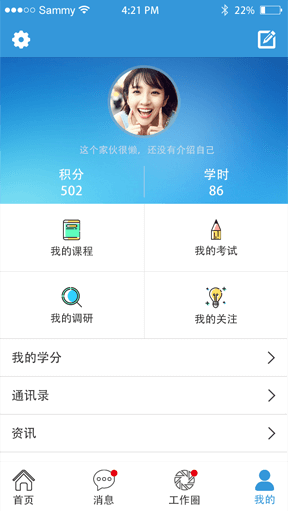 Sammy 4:21 PM 22%
这个家伙很懒，还没有介绍自己
积分 学时
502 86
我的课程 我的考试
我的调研 我的关注
我的学分
通讯录
资讯
首页 消息 工作圈 我的